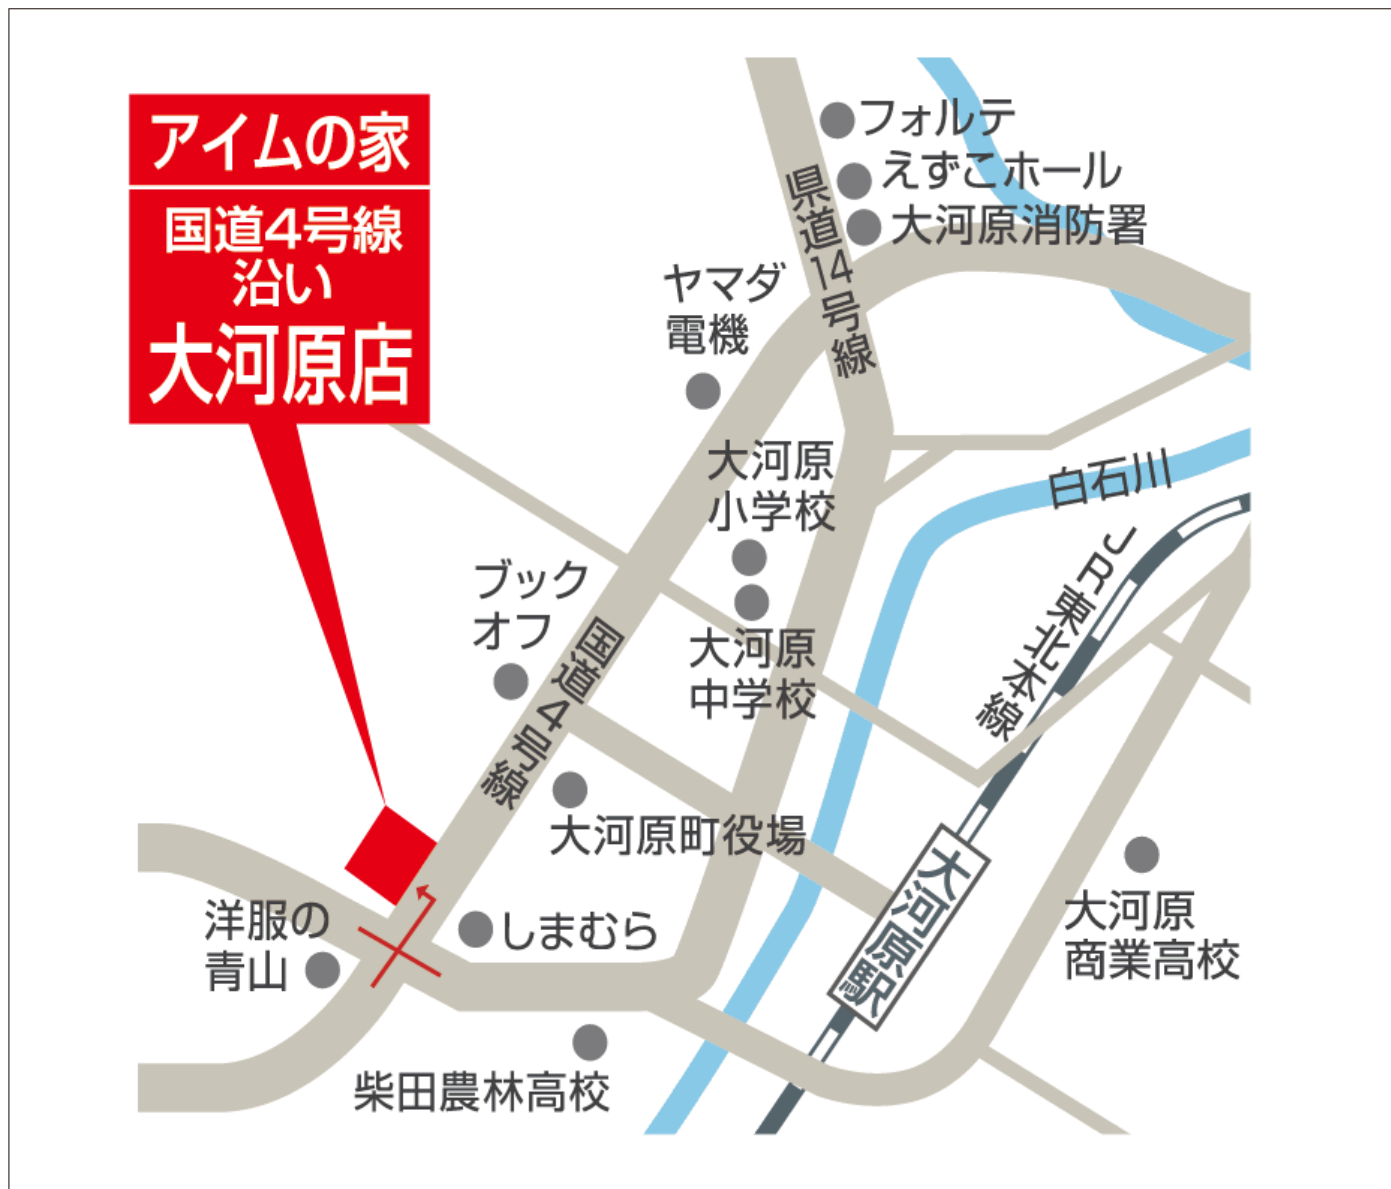 アイムの家
国道4号線
沿い
大河原店
フォルテ
えずこホール
大河原消防署
県道14号線
ヤマダ
電機
大河原
小学校
白石川
JR東北本線
ブック
オフ
国道4号線
大河原
中学校
大河原町役場
大河原駅
大河原
商業高校
洋服の
青山
しまむら
柴田農林高校